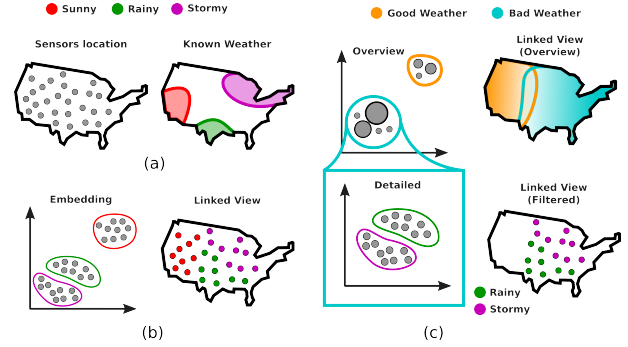 Sunny Rainy Stormy
Good Weather Bad Weather
Sensors location
Known Weather
Overview
Linked View
(Overview)
(a)
Embedding
Linked View
Detailed
Linked View
(Filtered)
Rainy
Stormy
(b)
(c)